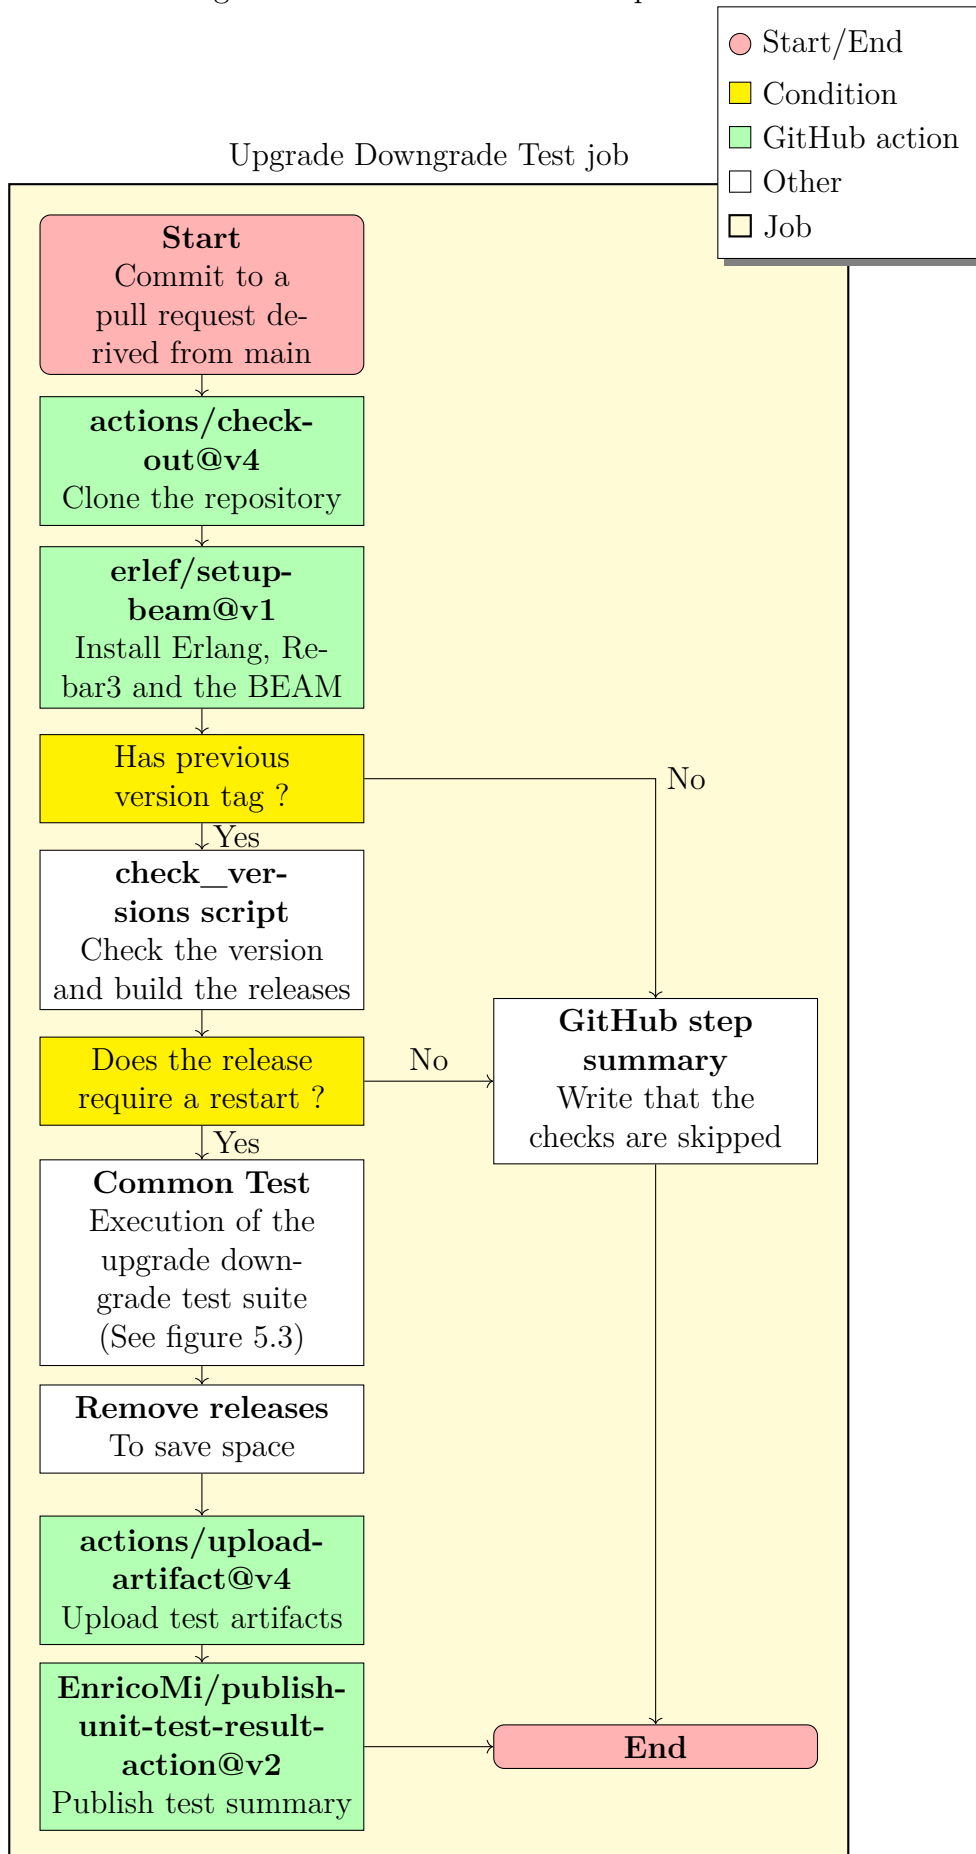 Start/End
Condition
GitHub action
Other
Job
Upgrade Downgrade Test job
Start
Commit to a
pull request de-
rived from main
actions/check-
out@v4
Clone the repository
erlef/setup-
beam@v1
Install Erlang, Re-
bar3 and the BEAM
Has previous
version tag ?
No
Yes
check_ver-
sions script
Check the version
and build the releases
Does the release
require a restart ?
No
GitHub step
summary
Write that the
checks are skipped
Yes
Common Test
Execution of the
upgrade down-
grade test suite
(See figure 5.3)
Remove releases
To save space
actions/upload-
artifact@v4
Upload test artifacts
EnricoMi/publish-
unit-test-result-
action@v2
Publish test summary
End